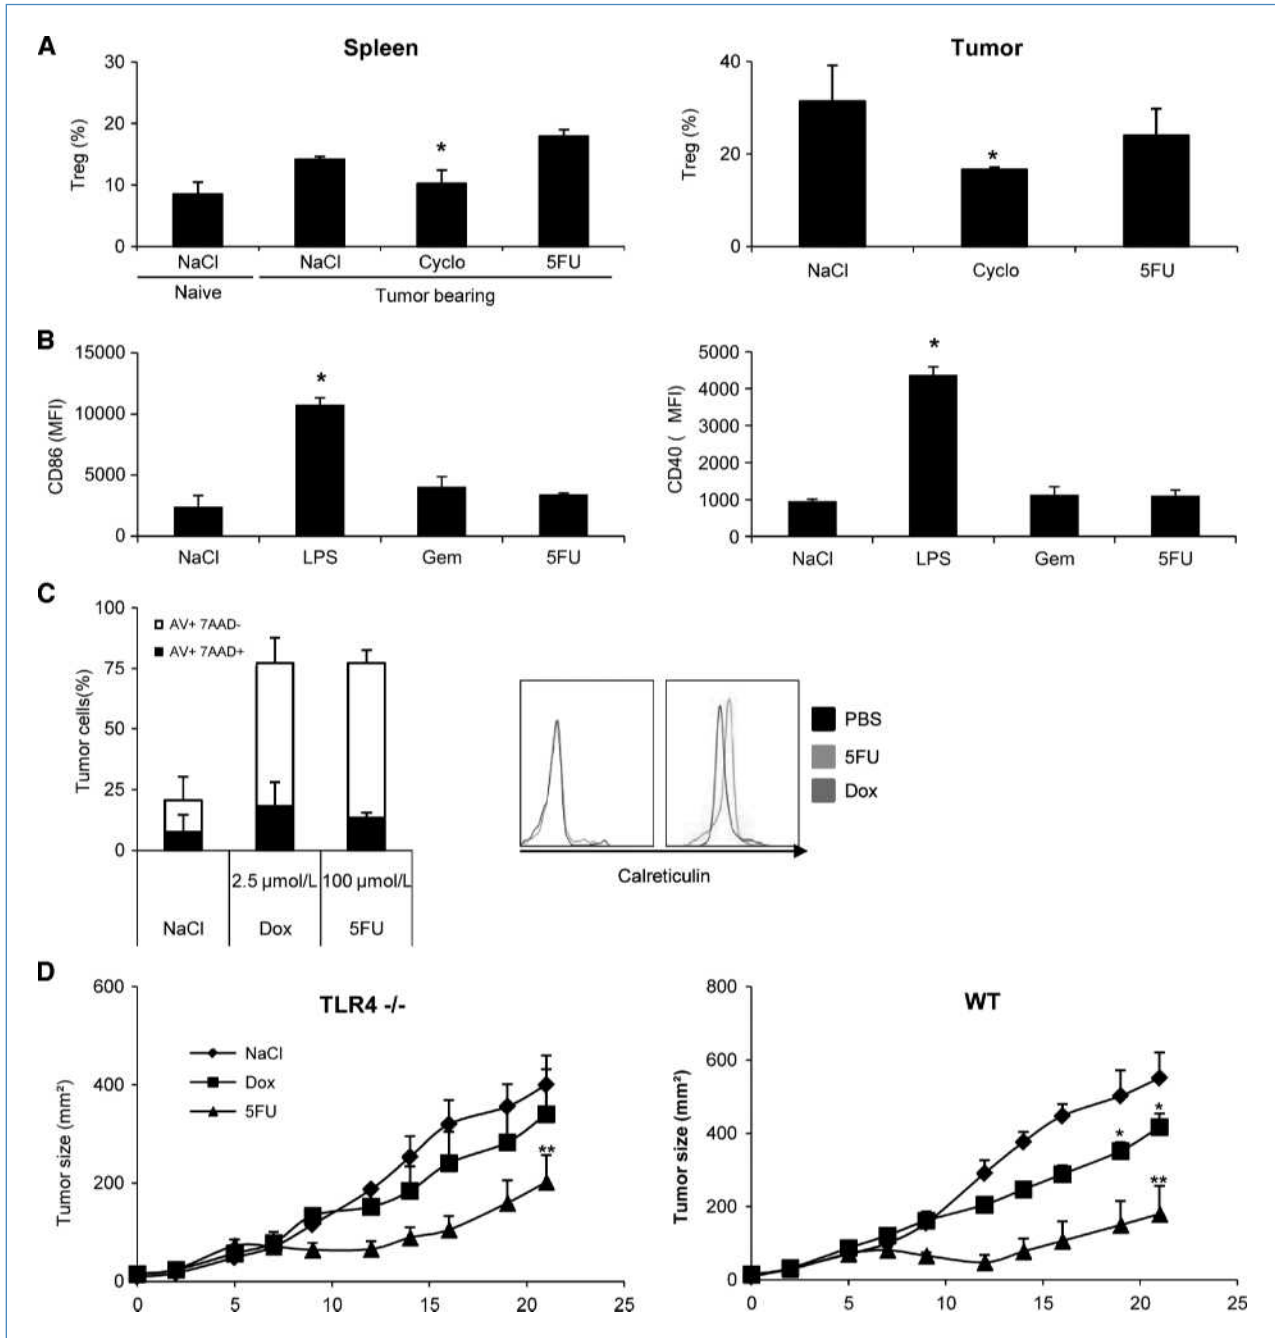 A
Spleen
Tumor
Treg (%)
30
20
10
0
*
NaCl NaCl Cyclo 5FU
Naive Tumor bearing
Treg (%)
40
20
0
*
NaCl Cyclo 5FU
B
CD86 (MFI)
15000
10000
5000
0
*
NaCl LPS Gem 5FU
CD40 ( MFI)
5000
4000
3000
2000
1000
0
*
NaCl LPS Gem 5FU
C
Tumor cells(%)
100
75
50
25
0
AV+ 7AAD-
AV+ 7AAD+
2.5 µmol/L 100 µmol/L
NaCl Dox 5FU
PBS
5FU
Dox
Calreticulin
D
TLR4 -/-
Tumor size (mm²)
600
400
200
0
NaCl
Dox
5FU
**
0 5 10 15 20 25
WT
Tumor size (mm²)
800
600
400
200
0
*
*
**
0 5 10 15 20 25